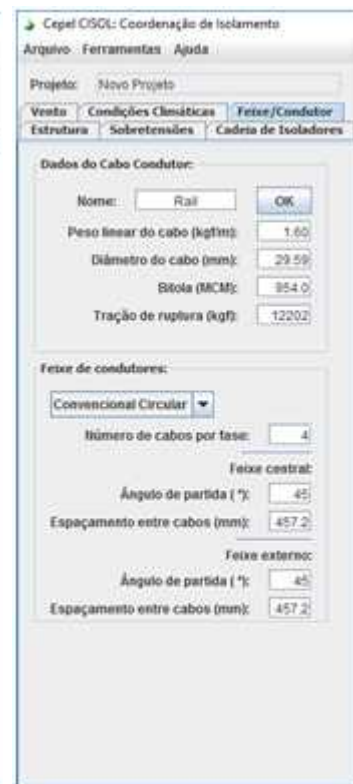 Cepel CISOL: Coordenação de Isolamento
Arquivo Ferramentas Ajuda
Projeto: Novo Projeto
Vento Condições Climáticas Feixe/Condutor
Estrutura Sobretensões Cadeia de Isoladores
Dados do Cabo Condutor:
Nome: Rail OK
Peso linear do cabo (kgf/m): 1.60
Diâmetro do cabo (mm): 29.59
Bitola (MCM): 954.0
Tração de ruptura (kgf): 12202
Feixe de condutores:
Convencional Circular
Número de cabos por fase: 4
Feixe central:
Ângulo de partida ( °): 45
Espaçamento entre cabos (mm): 457.2
Feixe externo:
Ângulo de partida ( °): 45
Espaçamento entre cabos (mm): 457.2